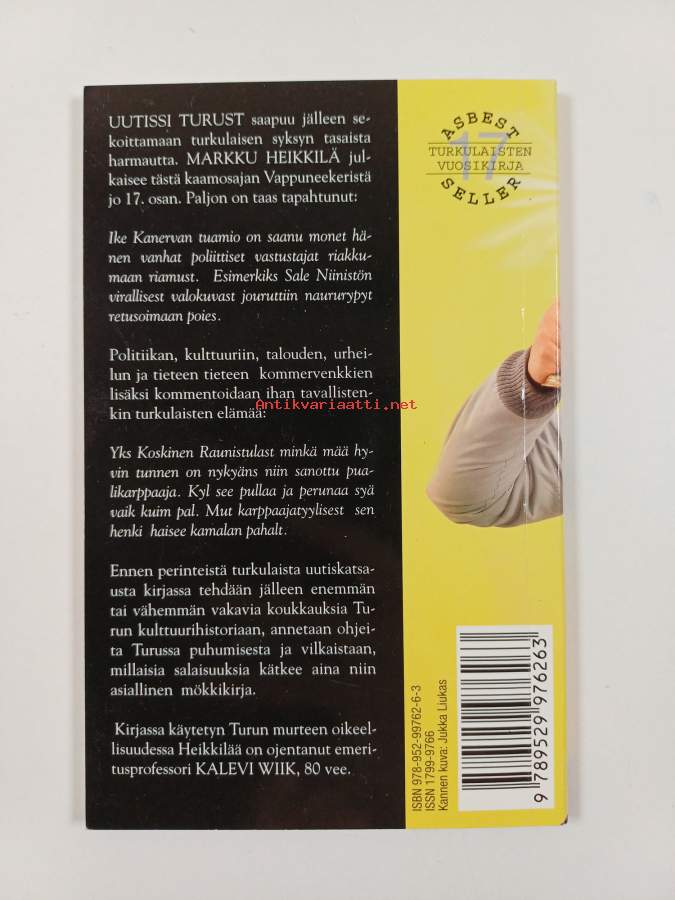 UUTISSI TURUST saapuu jälleen se-
koittamaan turkulaisen syksyn tasaista
harmautta. MARKKU HEIKKILÄ jul-
kaisee tästä kaamosajan Vappuneekeristä
jo 17. osan. Paljon on taas tapahtunut:
Ike Kanervan tuamio on saanu monet hä-
nen vanhat poliittiset vastustajat riakku-
maan riamust. Esimerkiks Sale Niinistön
virallisest valokuvast jouruttiin naururypyt
retusoimaan poies.
Politiikan, kulttuuriin, talouden, urhei-
lun ja tieteen tieteen kommervenkkien
lisäksi kommentoidaan ihan tavallisten-
kin turkulaisten elämää:
Antikvariaatti.net
Yks Koskinen Raunistulast minkä mää hy-
vin tunnen on nykyäns niin sanottu pua-
likarppaaja. Kyl see pullaa ja perunaa syä
vaik kuim pal. Mut karppaajatyylisest sen
henki haisee kamalan pahalt.
Ennen perinteistä turkulaista uutiskatsa-
usta kirjassa tehdään jälleen enemmän
tai vähemmän vakavia koukkauksia Tu-
run kulttuurihistoriaan, annetaan ohjei-
ta Turussa puhumisesta ja vilkaistaan,
millaisia salaisuuksia kätkee aina niin
asiallinen mökkikirja.
Kirjassa käytetyn Turun murteen oikeel-
lisuudessa Heikkilää on ojentanut emeri-
tusprofessori KALEVI WIIK, 80 vee.
ASBEST
17
TURKULAISTEN
VUOSIKIRJA
SELLER
ISBN 978-952-99762-6-3
ISSN 1799-9766
Kannen kuva: Jukka Liukas
9 789529 976263